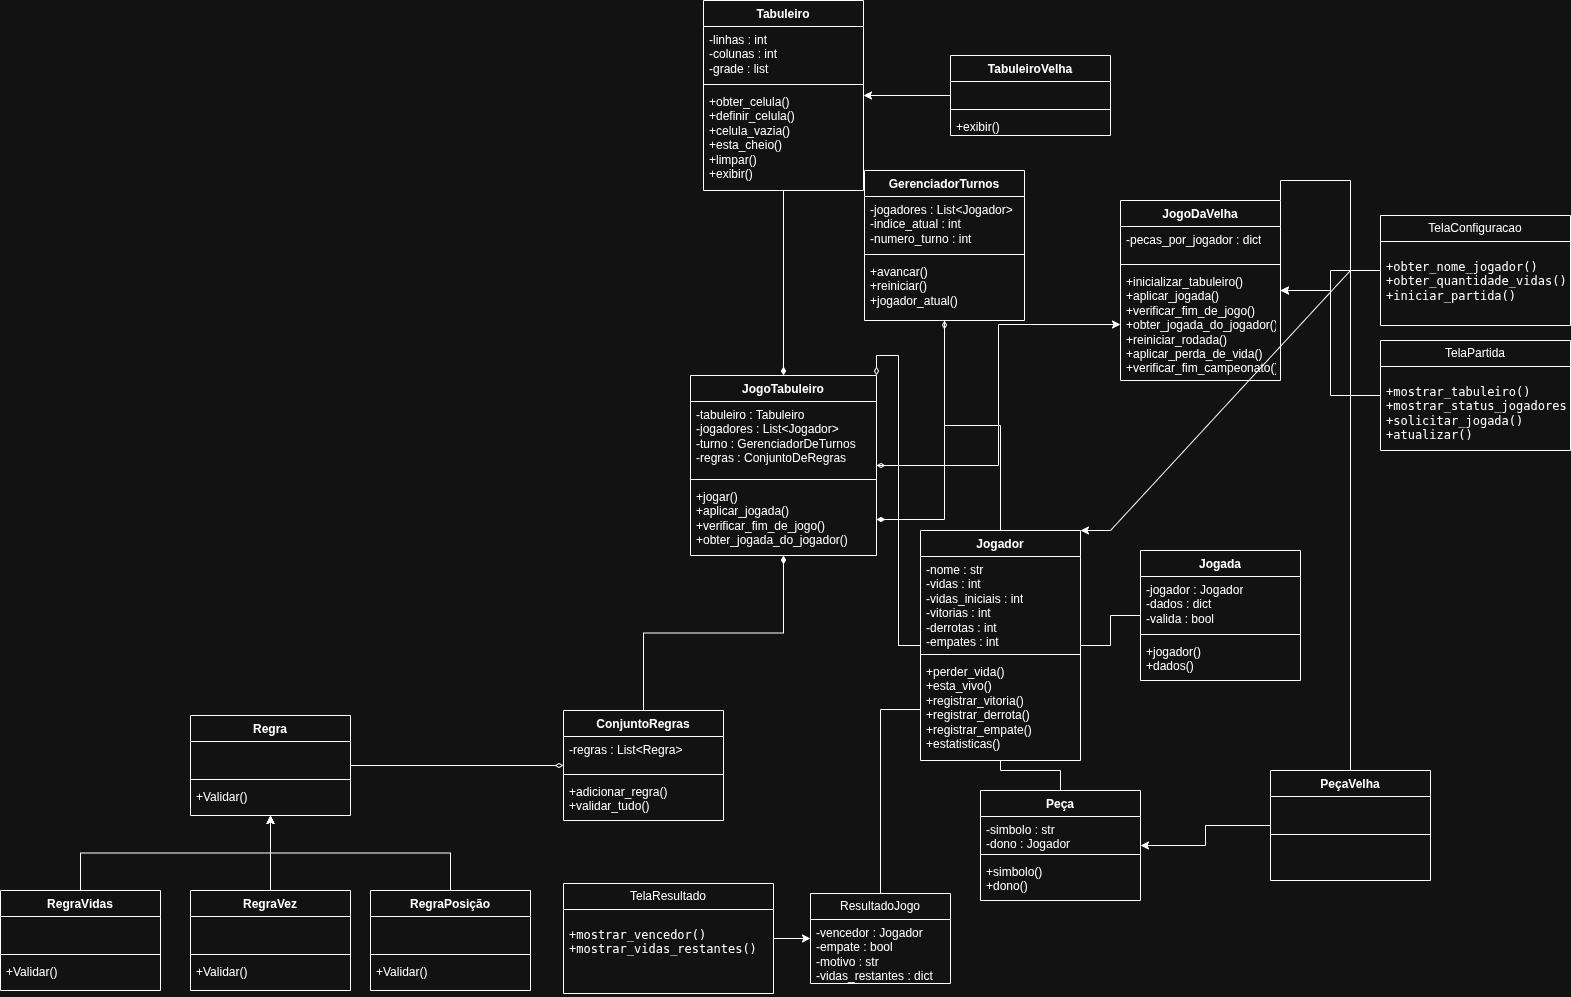 Tabuleiro
-linhas : int
-colunas : int
-grade : list
+obter_celula()
+definir_celula()
+celula_vazia()
+esta_cheio()
+limpar()
+exibir()
TabuleiroVelha
+exibir()
GerenciadorTurnos
-jogadores : List<Jogador>
-indice_atual : int
-numero_turno : int
+avancar()
+reiniciar()
+jogador_atual()
JogoDaVelha
-pecas_por_jogador : dict
+inicializar_tabuleiro()
+aplicar_jogada()
+verificar_fim_de_jogo()
+obter_jogada_do_jogador()
+reiniciar_rodada()
+aplicar_perda_de_vida()
+verificar_fim_campeonato()
TelaConfiguracao
+obter_nome_jogador()
+obter_quantidade_vidas()
+iniciar_partida()
TelaPartida
+mostrar_tabuleiro()
+mostrar_status_jogadores
+solicitar_jogada()
+atualizar()
JogoTabuleiro
-tabuleiro : Tabuleiro
-jogadores : List<Jogador>
-turno : GerenciadorDeTurnos
-regras : ConjuntoDeRegras
+jogar()
+aplicar_jogada()
+verificar_fim_de_jogo()
+obter_jogada_do_jogador()
Jogador
-nome : str
-vidas : int
-vidas_iniciais : int
-vitorias : int
-derrotas : int
-empates : int
+perder_vida()
+esta_vivo()
+registrar_vitoria()
+registrar_derrota()
+registrar_empate()
+estatisticas()
Jogada
-jogador : Jogador
-dados : dict
-valida : bool
+jogador()
+dados()
Regra
+Validar()
ConjuntoRegras
-regras : List<Regra>
+adicionar_regra()
+validar_tudo()
Peça
-simbolo : str
-dono : Jogador
+simbolo()
+dono()
PeçaVelha
RegraVidas
+Validar()
RegraVez
+Validar()
RegraPosição
+Validar()
TelaResultado
+mostrar_vencedor()
+mostrar_vidas_restantes()
ResultadoJogo
-vencedor : Jogador
-empate : bool
-motivo : str
-vidas_restantes : dict